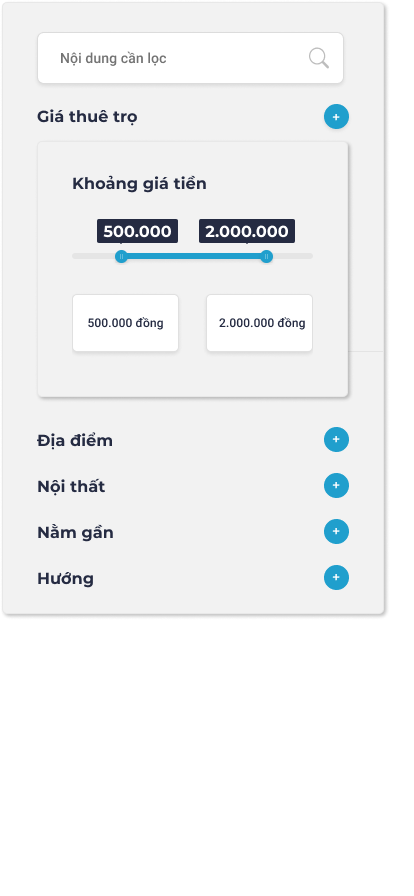 Nội dung cần lọc
Giá thuê trọ +
Khoảng giá tiền
500.000 2.000.000
500.000 đồng 2.000.000 đồng
Địa điểm +
Nội thất +
Nằm gần +
Hướng +